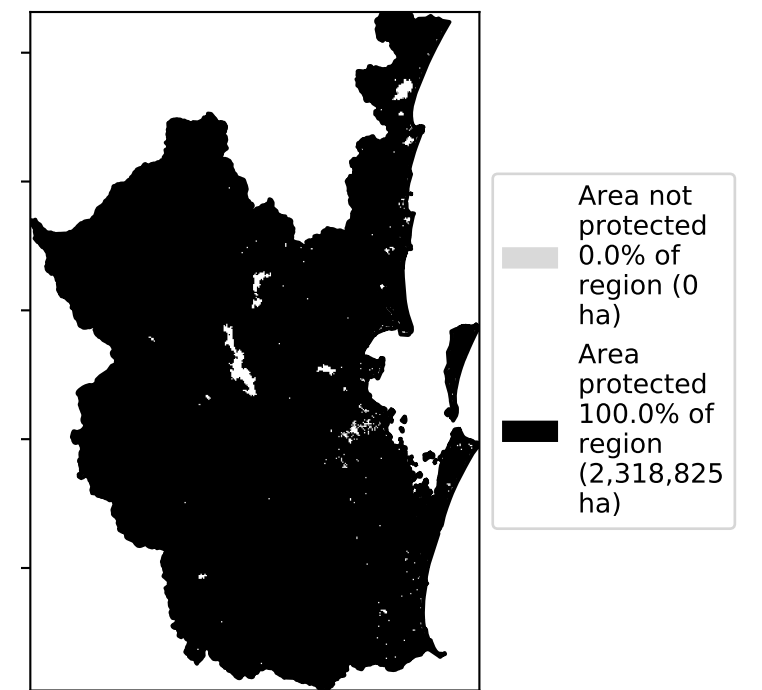 Area not
protected
0.0% of
region (0
ha)
Area
protected
100.0% of
region
(2,318,825
ha)